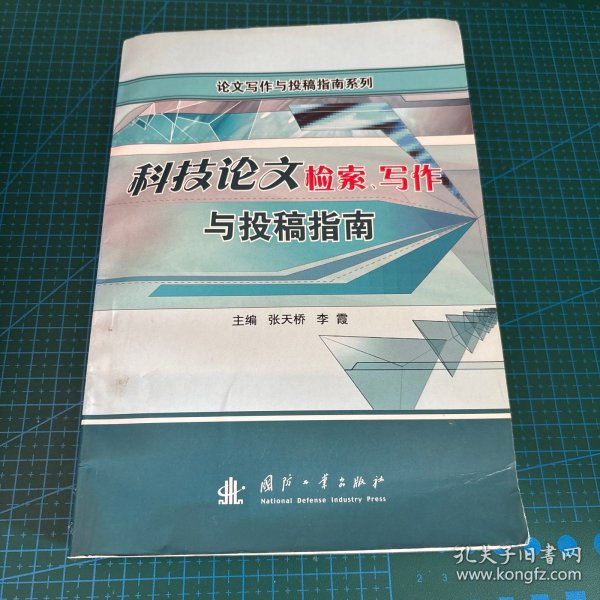 论文写作与投稿指南系列
科技论文检索、写作
与投稿指南
主编 张天桥 李霞
国防工业出版社
National Defense Industry Press
孔夫子旧书网
www.kongfz.com